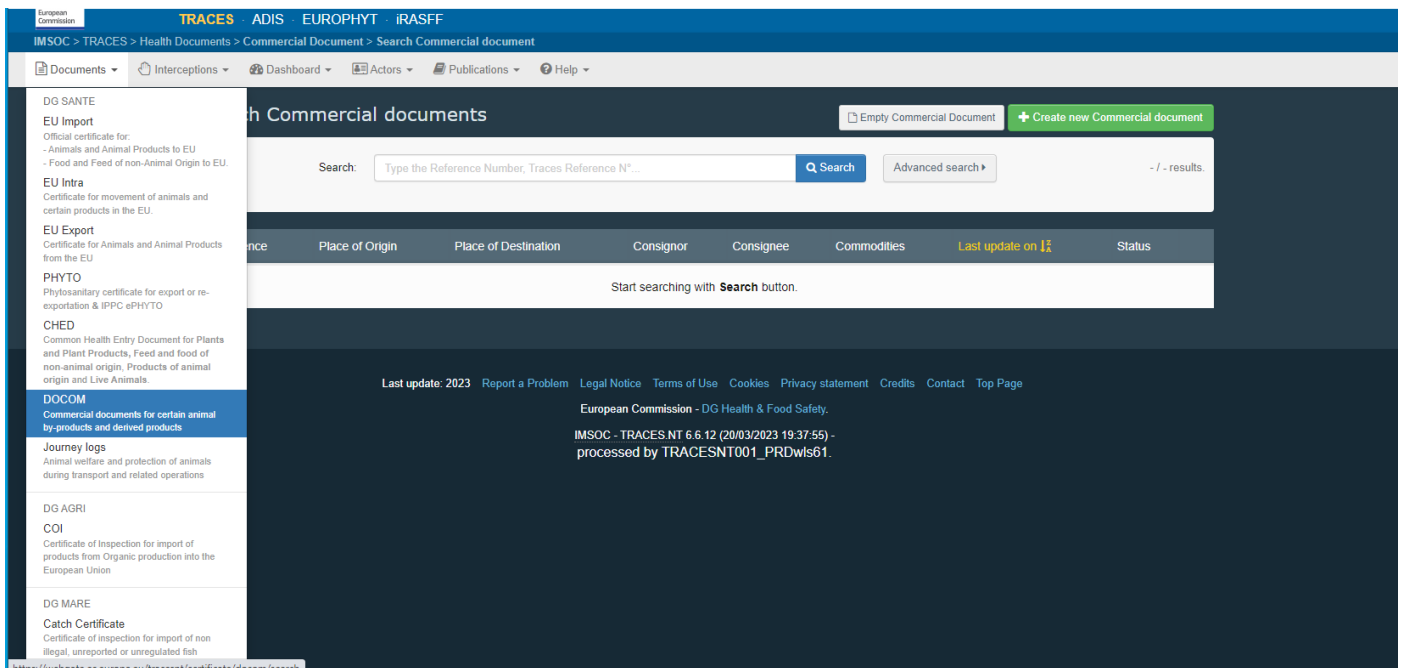 European
Commission
TRACES · ADIS · EUROPHYT · iRASFF
IMSOC > TRACES > Health Documents > Commercial Document > Search Commercial document
Documents Interceptions Dashboard Actors Publications Help
DG SANTE
EU Import
Official certificate for:
- Animals and Animal Products to EU
- Food and Feed of non-Animal Origin to EU.
EU Intra
Certificate for movement of animals and
certain products in the EU.
EU Export
Certificate for Animals and Animal Products
from the EU
PHYTO
Phytosanitary certificate for export or re-
exportation & IPPC ePHYTO
CHED
Common Health Entry Document for Plants
and Plant Products, Feed and food of
non-animal origin, Products of animal
origin and Live Animals.
DOCOM
Commercial documents for certain animal
by-products and derived products
Journey logs
Animal welfare and protection of animals
during transport and related operations
DG AGRI
COI
Certificate of Inspection for import of
products from Organic production into the
European Union
DG MARE
Catch Certificate
Certificate of inspection for import of non
illegal, unreported or unregulated fish
h Commercial documents
Empty Commercial Document
Create new Commercial document
Search:
Type the Reference Number, Traces Reference N°...
Search
Advanced search
- / - results.
nce Place of Origin Place of Destination Consignor Consignee Commodities Last update on Status
Start searching with Search button.
Last update: 2023 Report a Problem Legal Notice Terms of Use Cookies Privacy statement Credits Contact Top Page
European Commission - DG Health & Food Safety.
IMSOC - TRACES.NT 6.6.12 (20/03/2023 19:37:55) -
processed by TRACESNT001_PRDwls61.